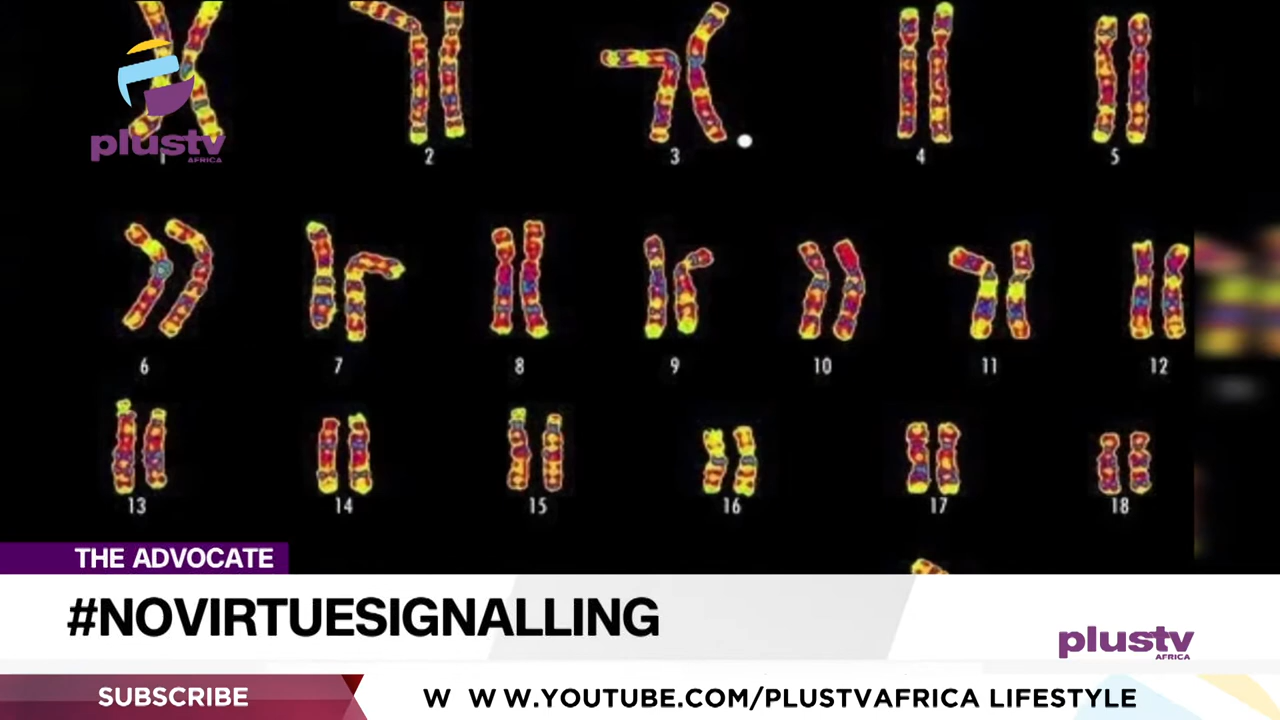 plustv
AFRICA
1
2
3
4
5
6
7
8
9
10
11
12
13
14
15
16
17
18
THE ADVOCATE
#NOVIRTUESIGNALLING
plustv
AFRICA
SUBSCRIBE
W WW.YOUTUBE.COM/PLUSTVAFRICA LIFESTYLE